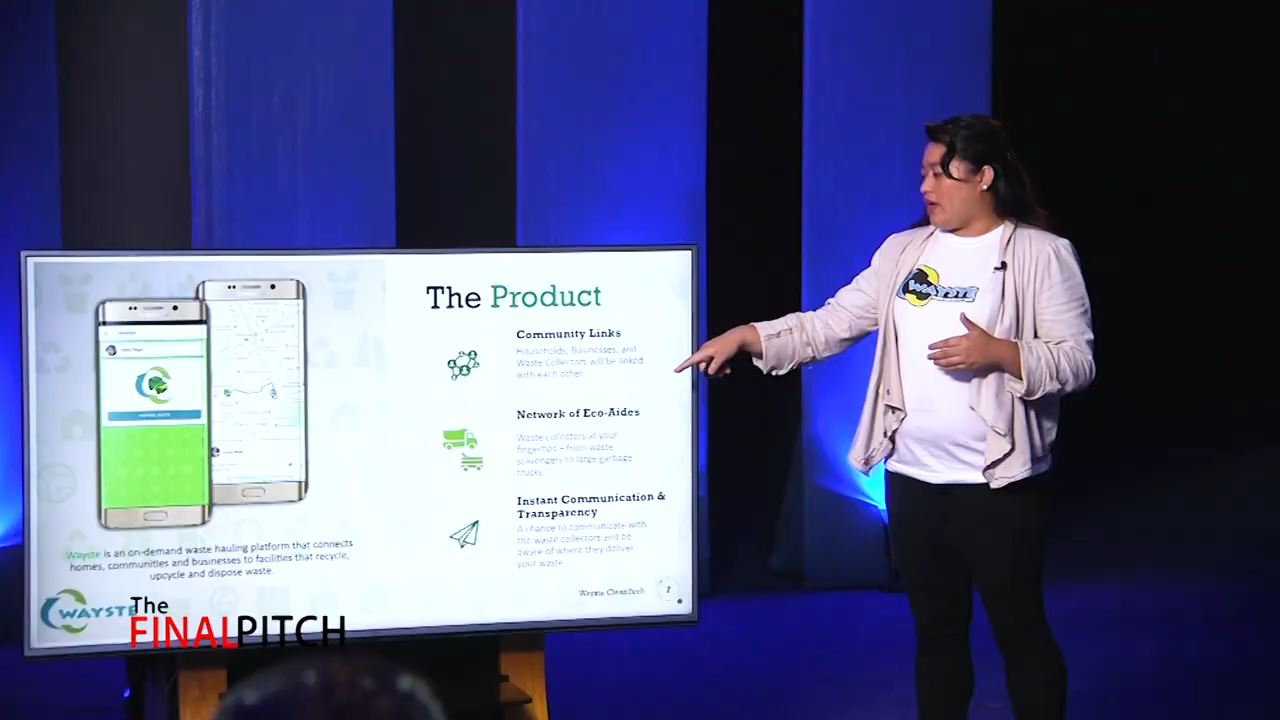 The Product
Community Links
Households, Businesses, and
Waste Collectors will be linked
with each other.
Network of Eco-Aides
Waste collectors at your
fingertips – from waste
scavengers to large garbage
trucks.
Instant Communication &
Transparency
A chance to communicate with
the waste collectors and be
aware of where they deliver
your waste.
Wayste is an on-demand waste hauling platform that connects
homes, communities and businesses to facilities that recycle,
upcycle and dispose waste.
WAYSTE
Wayste CleanTech
1
The
FINALPITCH
WAYSTE